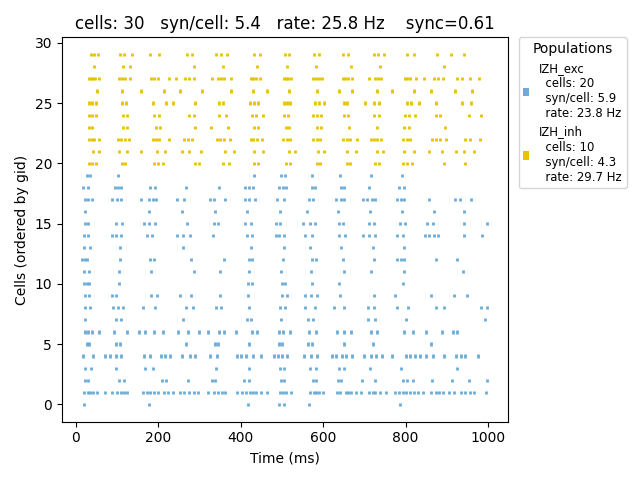 cells: 30   syn/cell: 5.4   rate: 25.8 Hz    sync=0.61
Populations
IZH_exc
cells: 20
syn/cell: 5.9
rate: 23.8 Hz
IZH_inh
cells: 10
syn/cell: 4.3
rate: 29.7 Hz
Cells (ordered by gid)
30
25
20
15
10
5
0
0 200 400 600 800 1000
Time (ms)